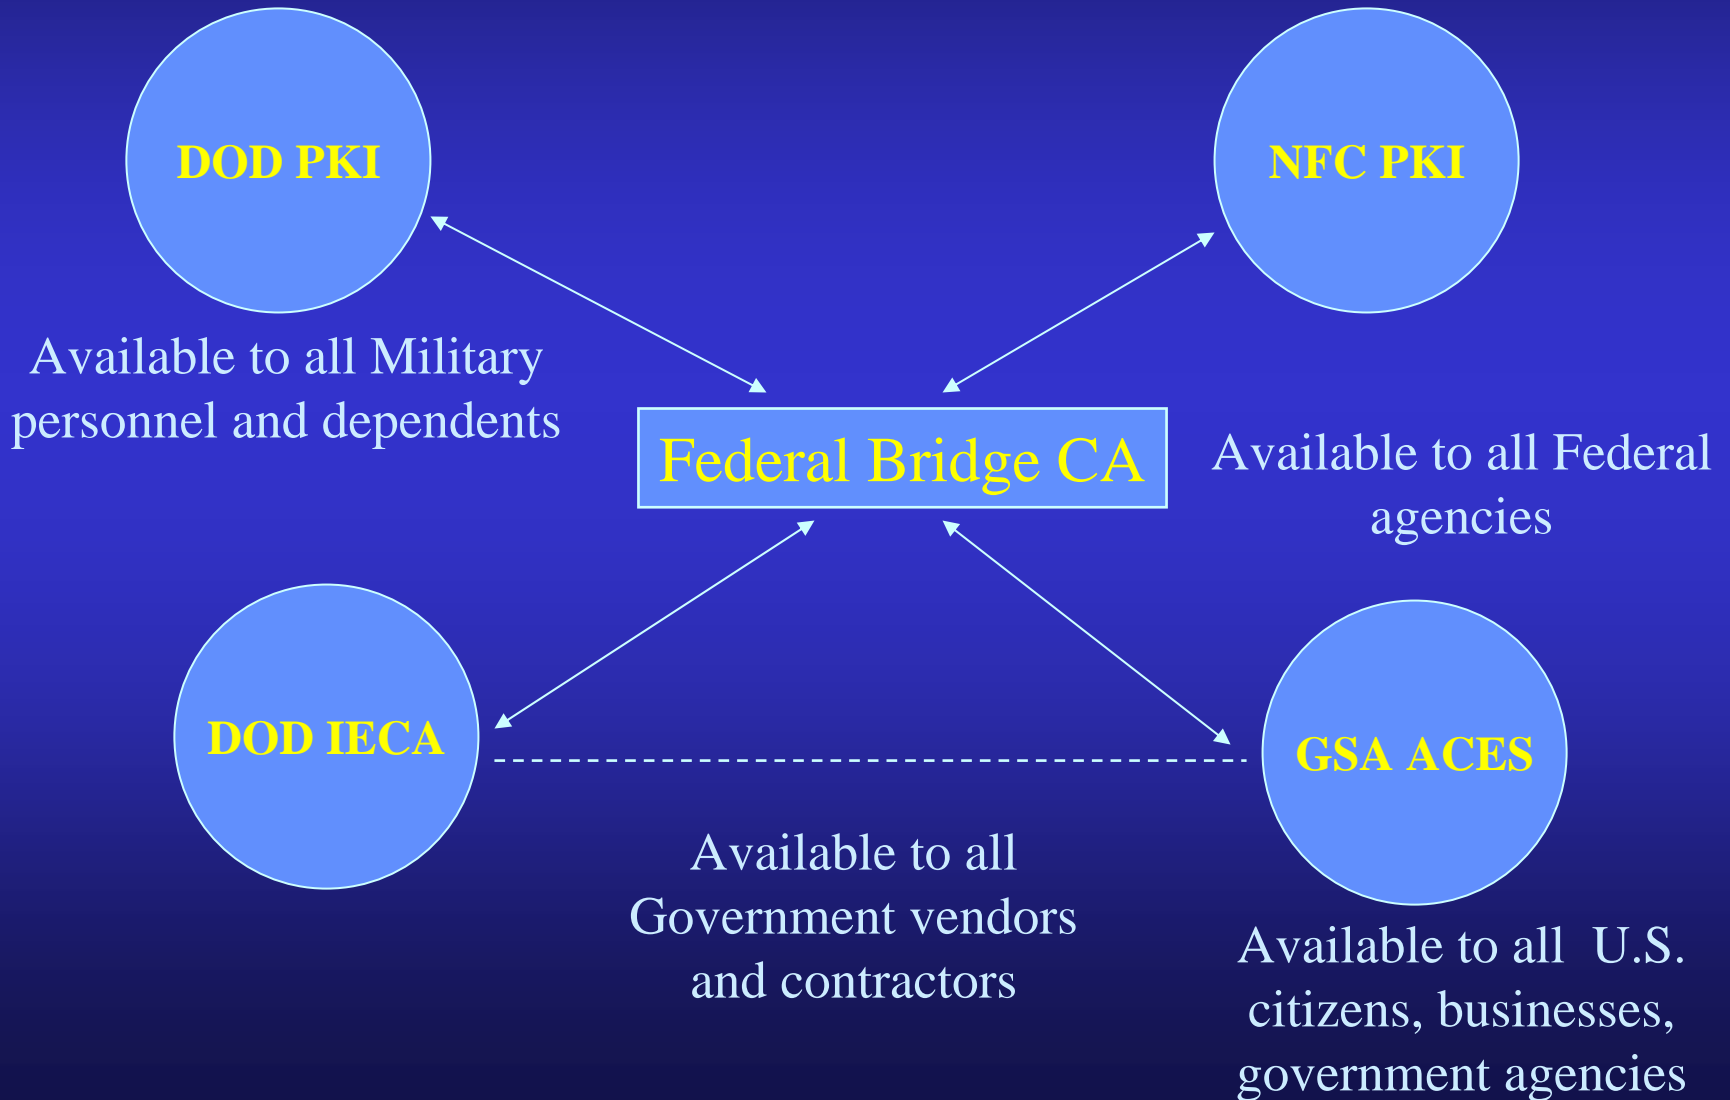 DOD PKI
NFC PKI
Available to all Military
personnel and dependents
Federal Bridge CA
Available to all Federal
agencies
DOD IECA
GSA ACES
Available to all
Government vendors
and contractors
Available to all  U.S.
citizens, businesses,
government agencies